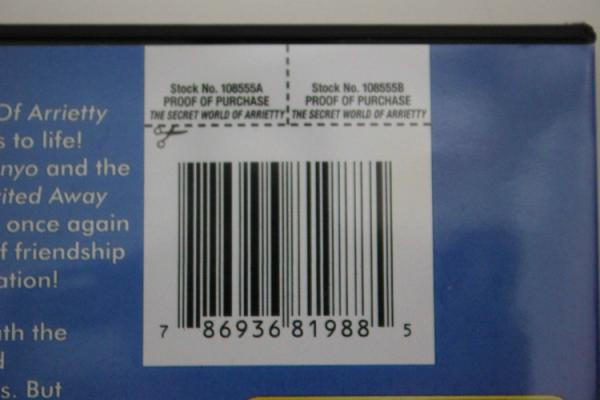 Of Arrietty
s to life!
nyo and the
ited Away
once again
f friendship
ation!
th the
d
s. But
Stock No. 108555A
PROOF OF PURCHASE
THE SECRET WORLD OF ARRIETTY
Stock No. 108555B
PROOF OF PURCHASE
THE SECRET WORLD OF ARRIETTY
7 86936 81988 5